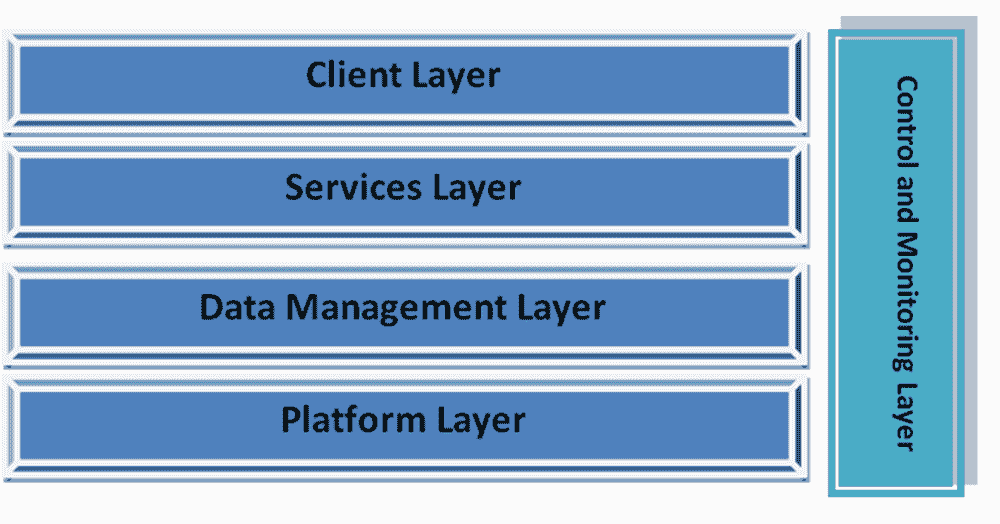 Client Layer
Services Layer
Data Management Layer
Platform Layer
Control and Monitoring Layer